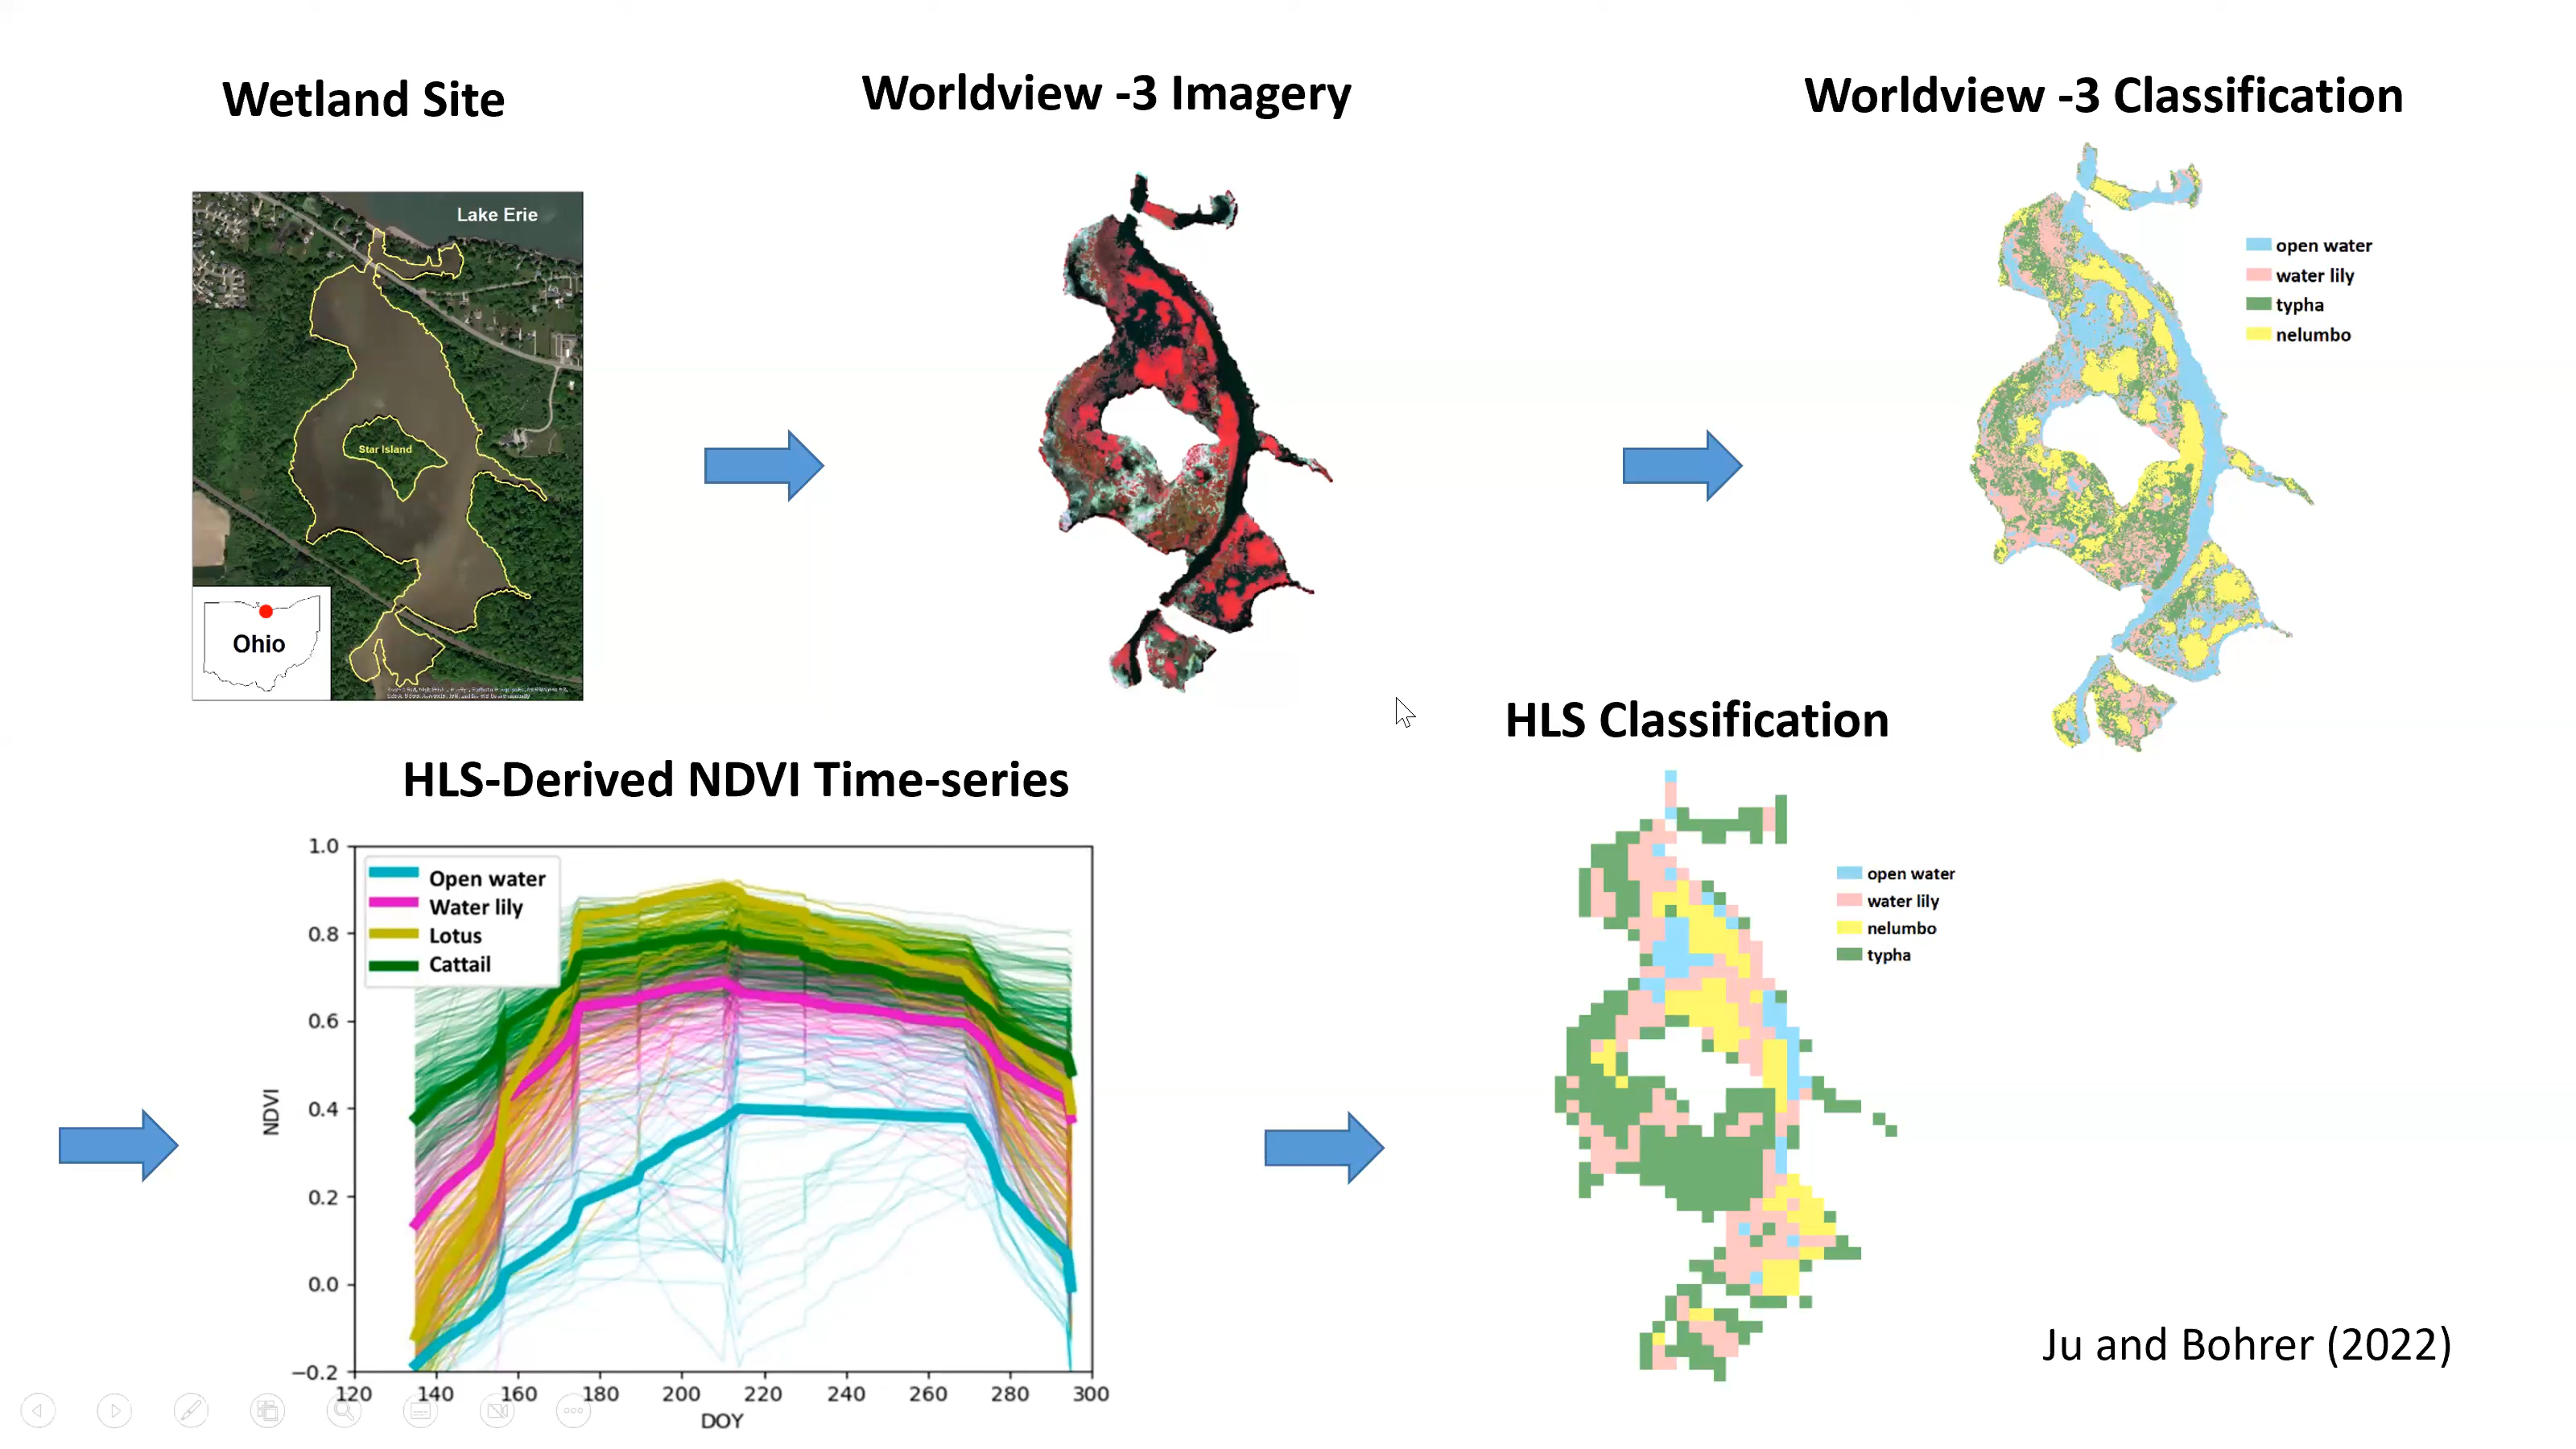 Wetland Site
Worldview -3 Imagery
Worldview -3 Classification
Lake Erie
Star Island
Ohio
open water
water lily
typha
nelumbo
HLS-Derived NDVI Time-series
HLS Classification
1.0
0.8
0.6
0.4
0.2
0.0
−0.2
NDVI
Open water
Water lily
Lotus
Cattail
120 140 160 180 200 220 240 260 280 300
DOY
open water
water lily
nelumbo
typha
Ju and Bohrer (2022)